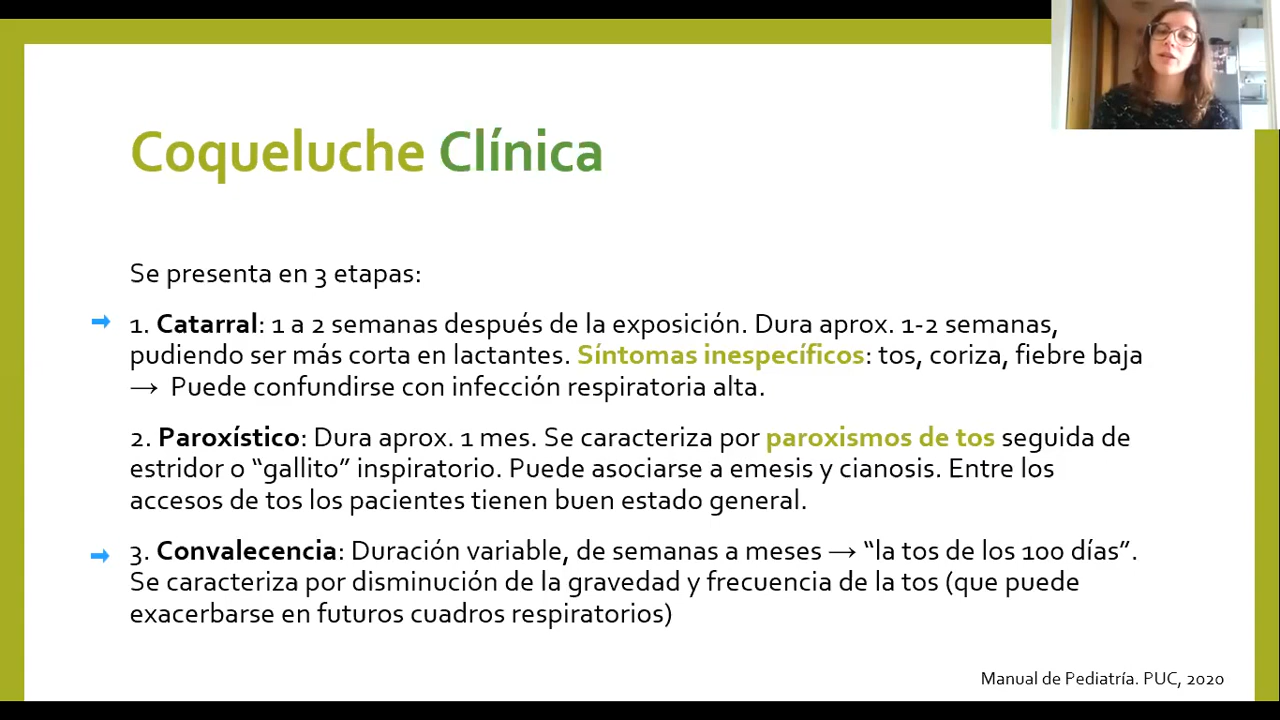 Coqueluche Clínica
Se presenta en 3 etapas:
1. Catarral: 1 a 2 semanas después de la exposición. Dura aprox. 1-2 semanas,
pudiendo ser más corta en lactantes. Síntomas inespecíficos: tos, coriza, fiebre baja
→ Puede confundirse con infección respiratoria alta.
2. Paroxístico: Dura aprox. 1 mes. Se caracteriza por paroxismos de tos seguida de
estridor o “gallito” inspiratorio. Puede asociarse a emesis y cianosis. Entre los
accesos de tos los pacientes tienen buen estado general.
3. Convalecencia: Duración variable, de semanas a meses → “la tos de los 100 días”.
Se caracteriza por disminución de la gravedad y frecuencia de la tos (que puede
exacerbarse en futuros cuadros respiratorios)
Manual de Pediatría. PUC, 2020